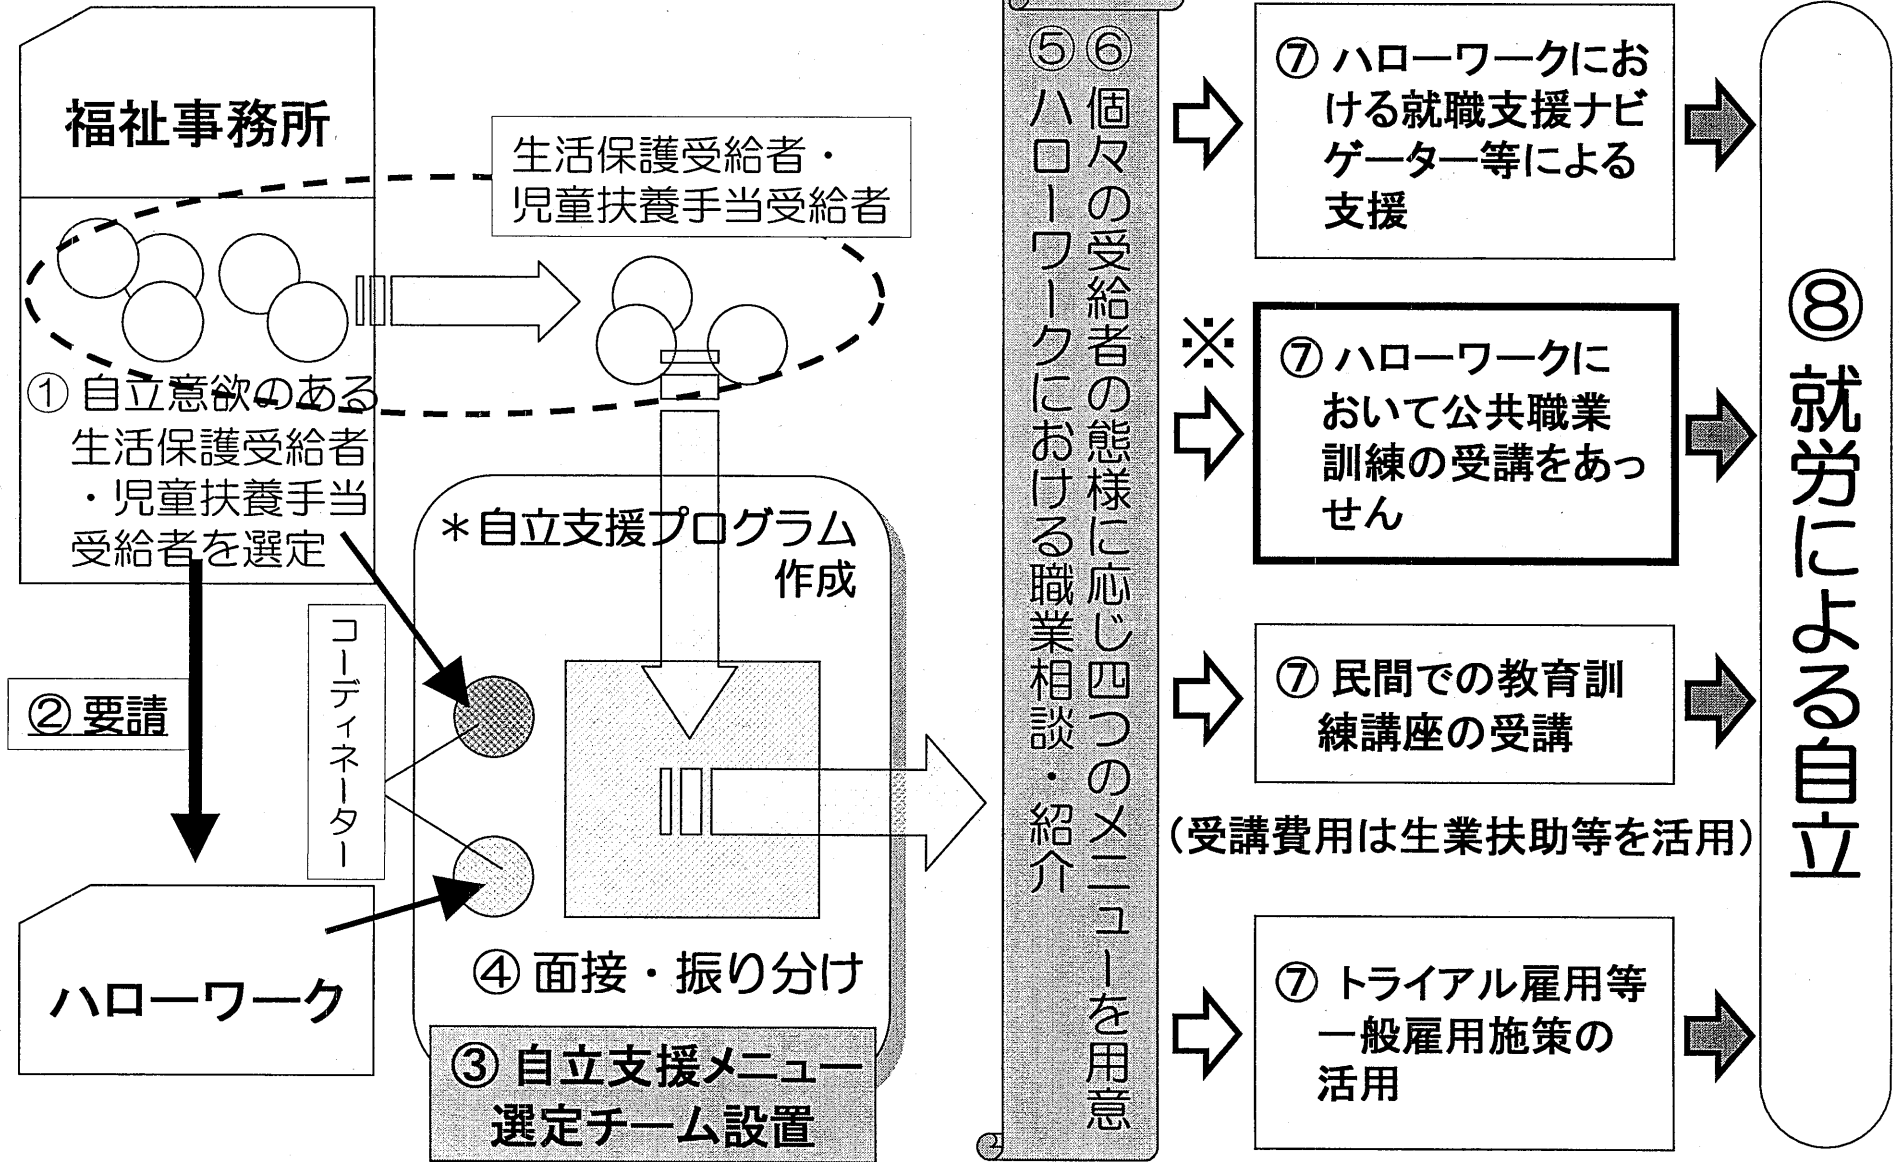 福祉事務所
生活保護受給者・
児童扶養手当受給者
① 自立意欲のある
生活保護受給者
・児童扶養手当
受給者を選定
② 要請
ハローワーク
コーディネーター
＊自立支援プログラム
作成
④ 面接・振り分け
③ 自立支援メニュー
選定チーム設置
⑤ ハローワークにおける職業相談・紹介
⑥ 個々の受給者の態様に応じ四つのメニューを用意
⑦ ハローワークにお
ける就職支援ナビ
ゲーター等による
支援
※
⑦ ハローワークに
おいて公共職業
訓練の受講をあっ
せん
⑦ 民間での教育訓
練講座の受講
（受講費用は生業扶助等を活用）
⑦ トライアル雇用等
一般雇用施策の
活用
⑧ 就労による自立